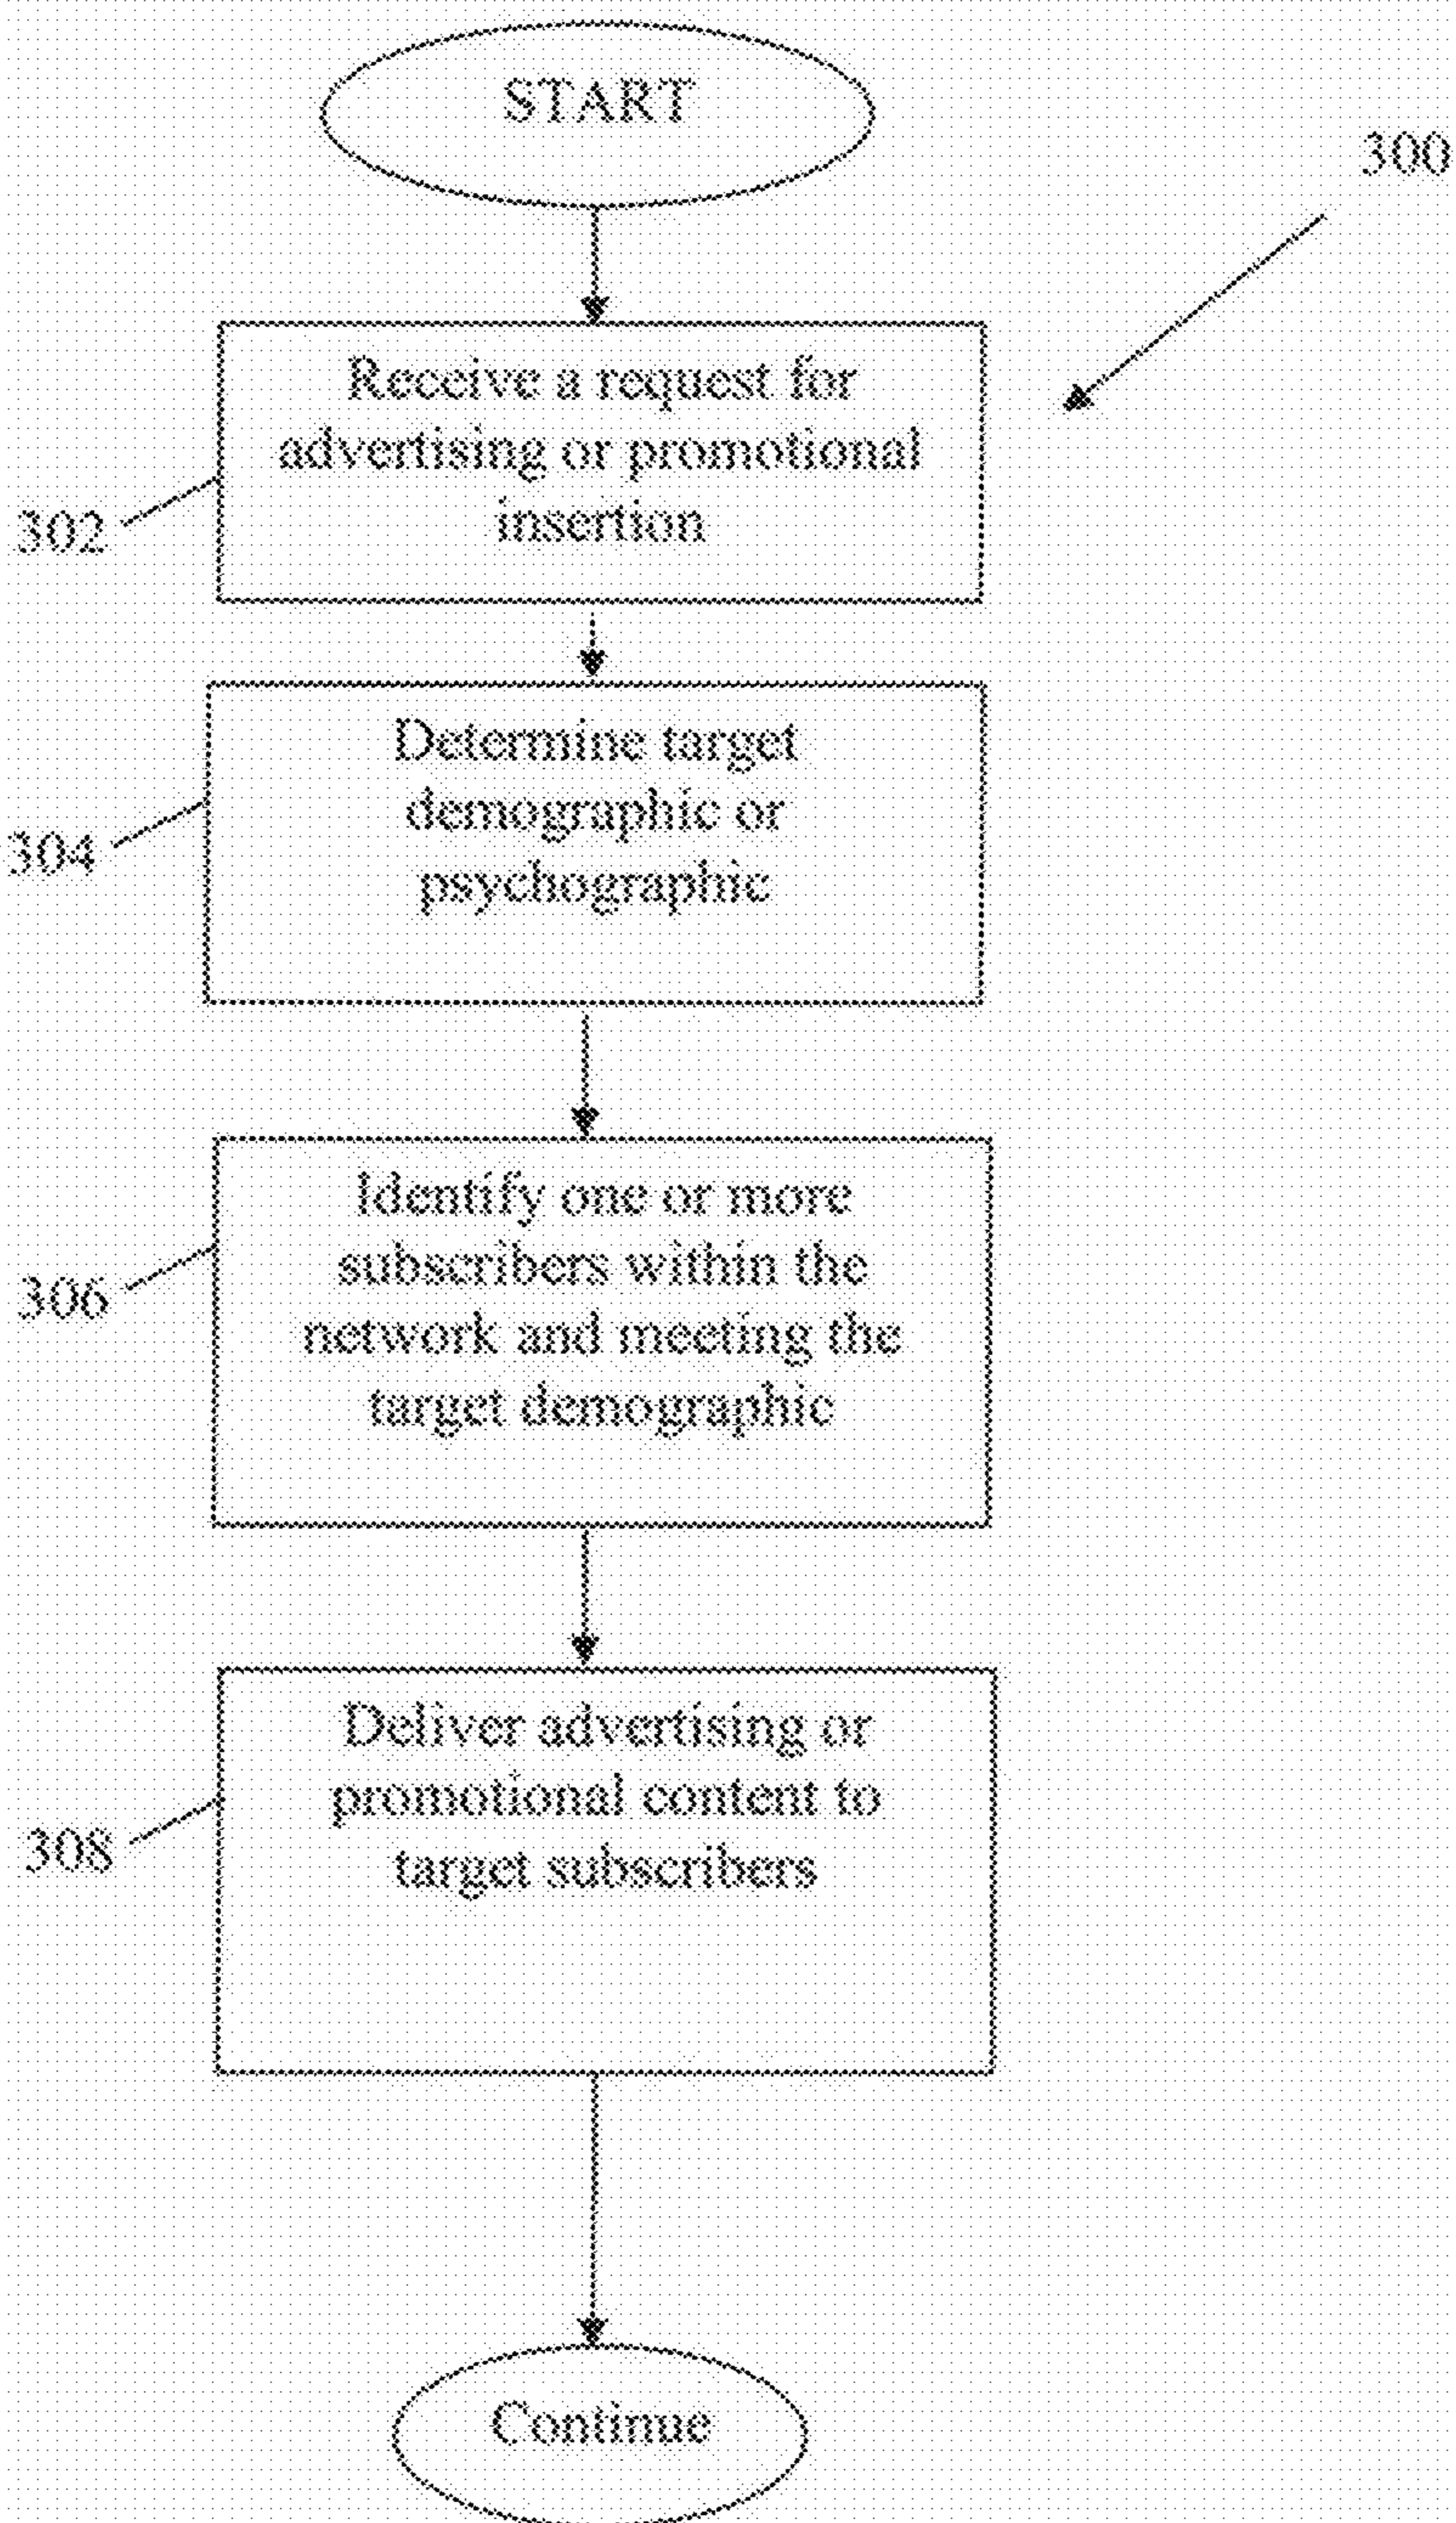 START
300
Receive a request for
advertising or promotional
insertion
302
Determine target
demographic or
psychographic
304
Identify one or more
subscribers within the
network and meeting the
target demographic
306
Deliver advertising or
promotional content to
target subscribers
308
Continue